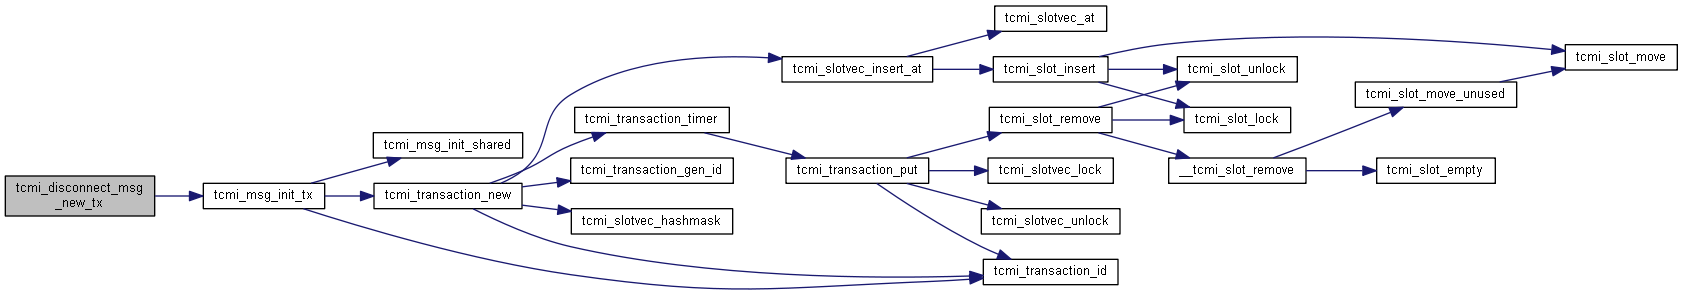 tcmi_disconnect_msg
_new_tx
tcmi_msg_init_tx
tcmi_msg_init_shared
tcmi_transaction_new
tcmi_transaction_timer
tcmi_transaction_gen_id
tcmi_slotvec_hashmask
tcmi_slotvec_insert_at
tcmi_transaction_put
tcmi_slotvec_at
tcmi_slot_insert
tcmi_slot_remove
tcmi_slotvec_lock
tcmi_slotvec_unlock
tcmi_transaction_id
tcmi_slot_unlock
tcmi_slot_lock
__tcmi_slot_remove
tcmi_slot_move_unused
tcmi_slot_empty
tcmi_slot_move